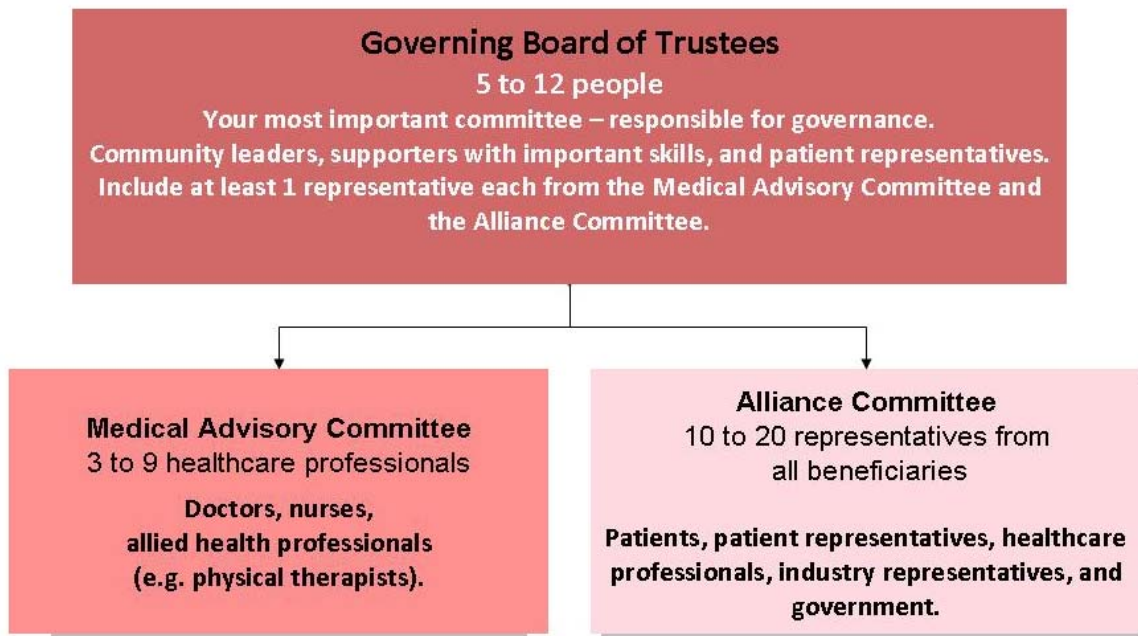 Governing Board of Trustees
5 to 12 people
Your most important committee – responsible for governance.
Community leaders, supporters with important skills, and patient representatives.
Include at least 1 representative each from the Medical Advisory Committee and
the Alliance Committee.
Medical Advisory Committee
3 to 9 healthcare professionals
Doctors, nurses,
allied health professionals
(e.g. physical therapists).
Alliance Committee
10 to 20 representatives from
all beneficiaries
Patients, patient representatives, healthcare
professionals, industry representatives, and
government.